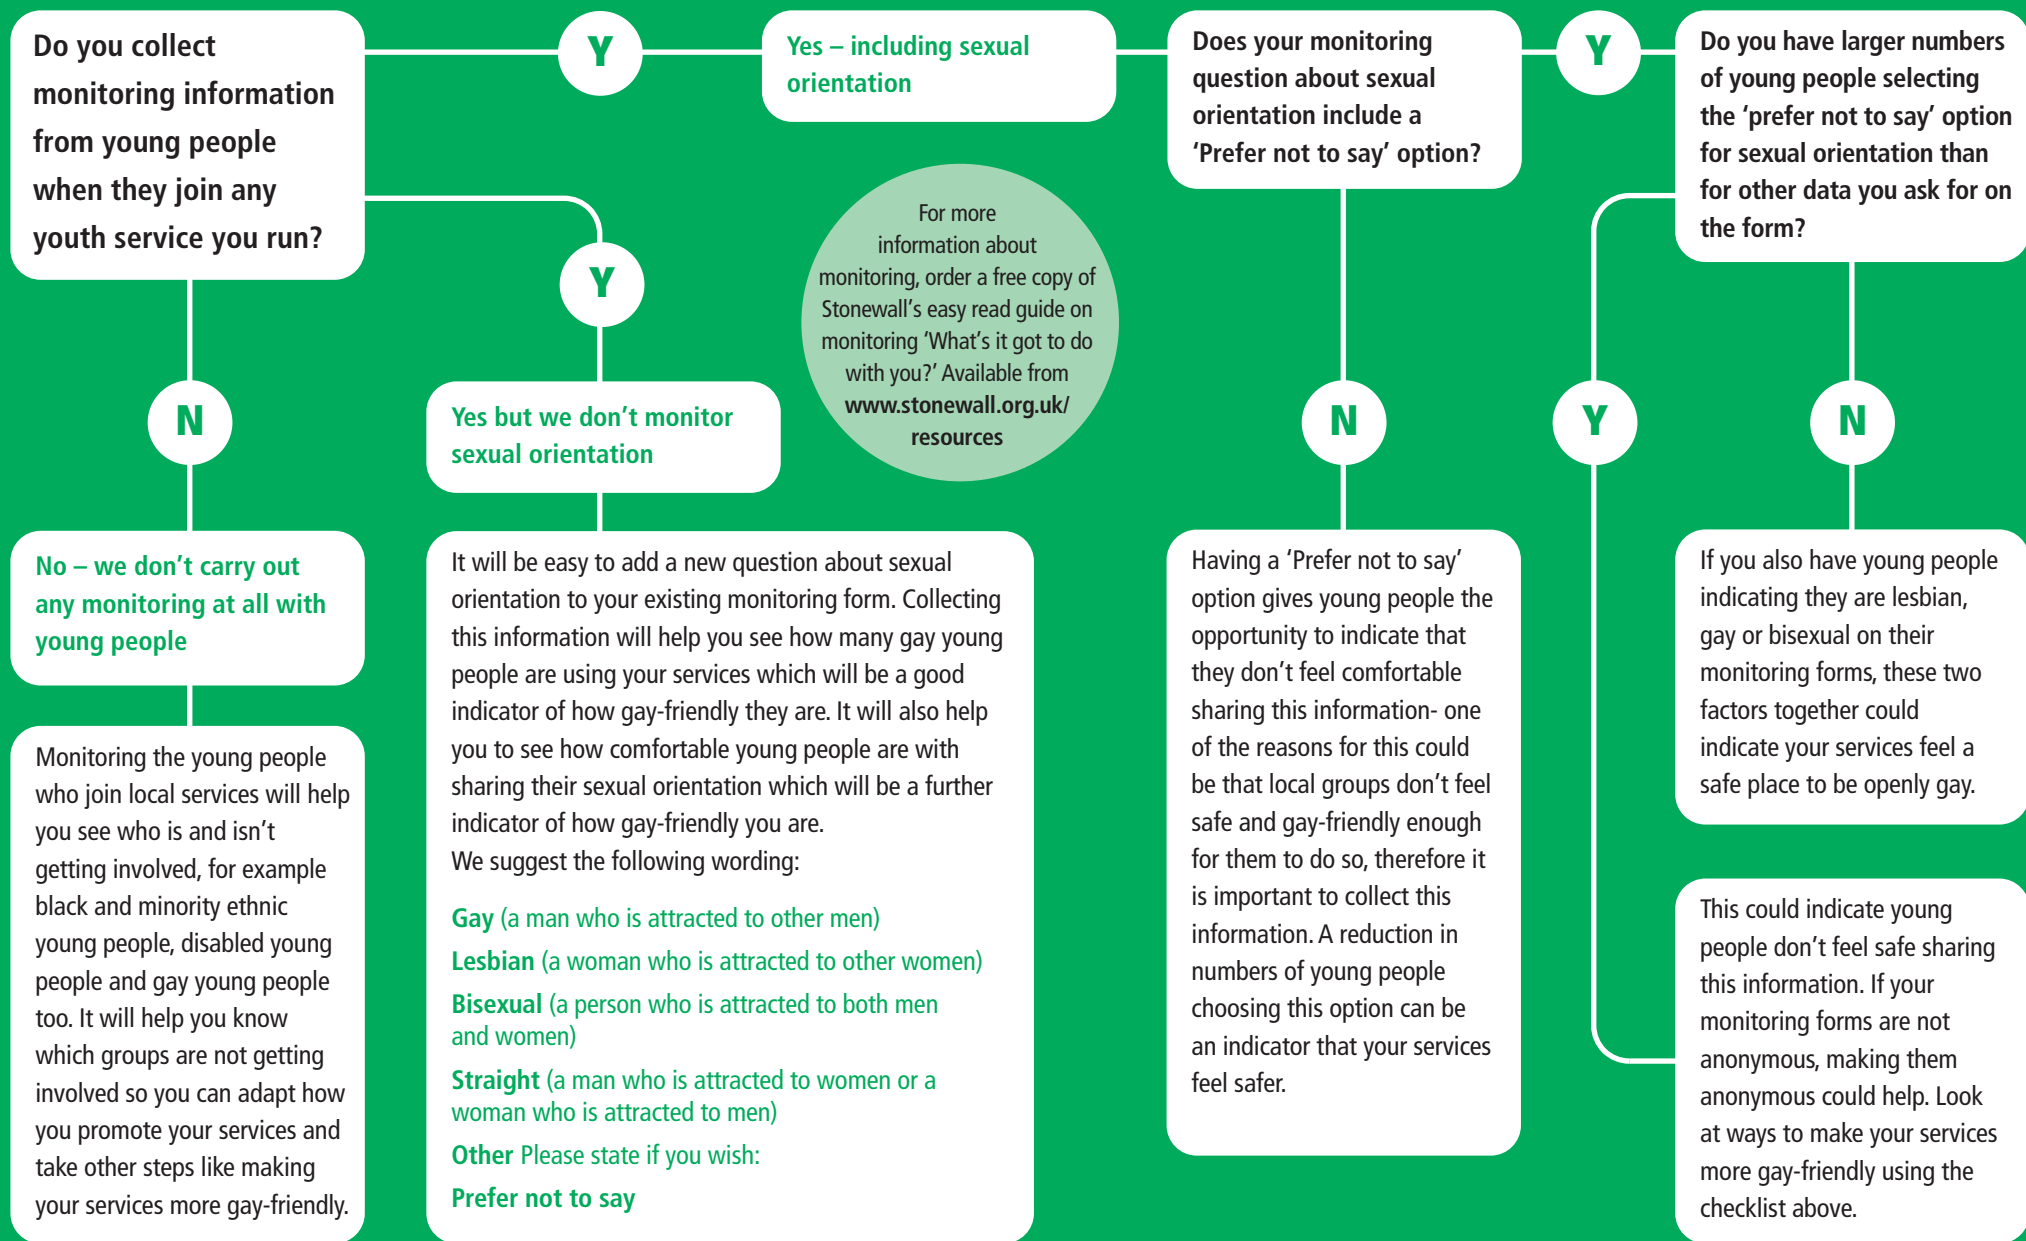 Do you collect
monitoring information
from young people
when they join any
youth service you run?
Y
Yes – including sexual
orientation
Does your monitoring
question about sexual
orientation include a
‘Prefer not to say’ option?
Y
Do you have larger numbers
of young people selecting
the ‘prefer not to say’ option
for sexual orientation than
for other data you ask for on
the form?
Y
For more
information about
monitoring, order a free copy of
Stonewall’s easy read guide on
monitoring ‘What’s it got to do
with you?’ Available from
www.stonewall.org.uk/
resources
N
Yes but we don’t monitor
sexual orientation
N
Y
N
No – we don’t carry out
any monitoring at all with
young people
Monitoring the young people
who join local services will help
you see who is and isn’t
getting involved, for example
black and minority ethnic
young people, disabled young
people and gay young people
too. It will help you know
which groups are not getting
involved so you can adapt how
you promote your services and
take other steps like making
your services more gay-friendly.
It will be easy to add a new question about sexual
orientation to your existing monitoring form. Collecting
this information will help you see how many gay young
people are using your services which will be a good
indicator of how gay-friendly they are. It will also help
you to see how comfortable young people are with
sharing their sexual orientation which will be a further
indicator of how gay-friendly you are.
We suggest the following wording:
Gay (a man who is attracted to other men)
Lesbian (a woman who is attracted to other women)
Bisexual (a person who is attracted to both men
and women)
Straight (a man who is attracted to women or a
woman who is attracted to men)
Other Please state if you wish:
Prefer not to say
Having a ‘Prefer not to say’
option gives young people the
opportunity to indicate that
they don’t feel comfortable
sharing this information- one
of the reasons for this could
be that local groups don’t feel
safe and gay-friendly enough
for them to do so, therefore it
is important to collect this
information. A reduction in
numbers of young people
choosing this option can be
an indicator that your services
feel safer.
If you also have young people
indicating they are lesbian,
gay or bisexual on their
monitoring forms, these two
factors together could
indicate your services feel a
safe place to be openly gay.
This could indicate young
people don’t feel safe sharing
this information. If your
monitoring forms are not
anonymous, making them
anonymous could help. Look
at ways to make your services
more gay-friendly using the
checklist above.